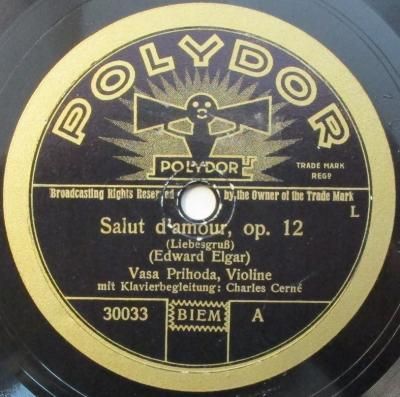 POLYDOR
POLYDOR
TRADE MARK
REGD
Broadcasting Rights Reserved by the Owner of the Trade Mark
L
Salut d'amour, op. 12
(Liebesgruß)
(Edward Elgar)
Vasa Prihoda, Violine
mit Klavierbegleitung: Charles Cerné
30033 BIEM A